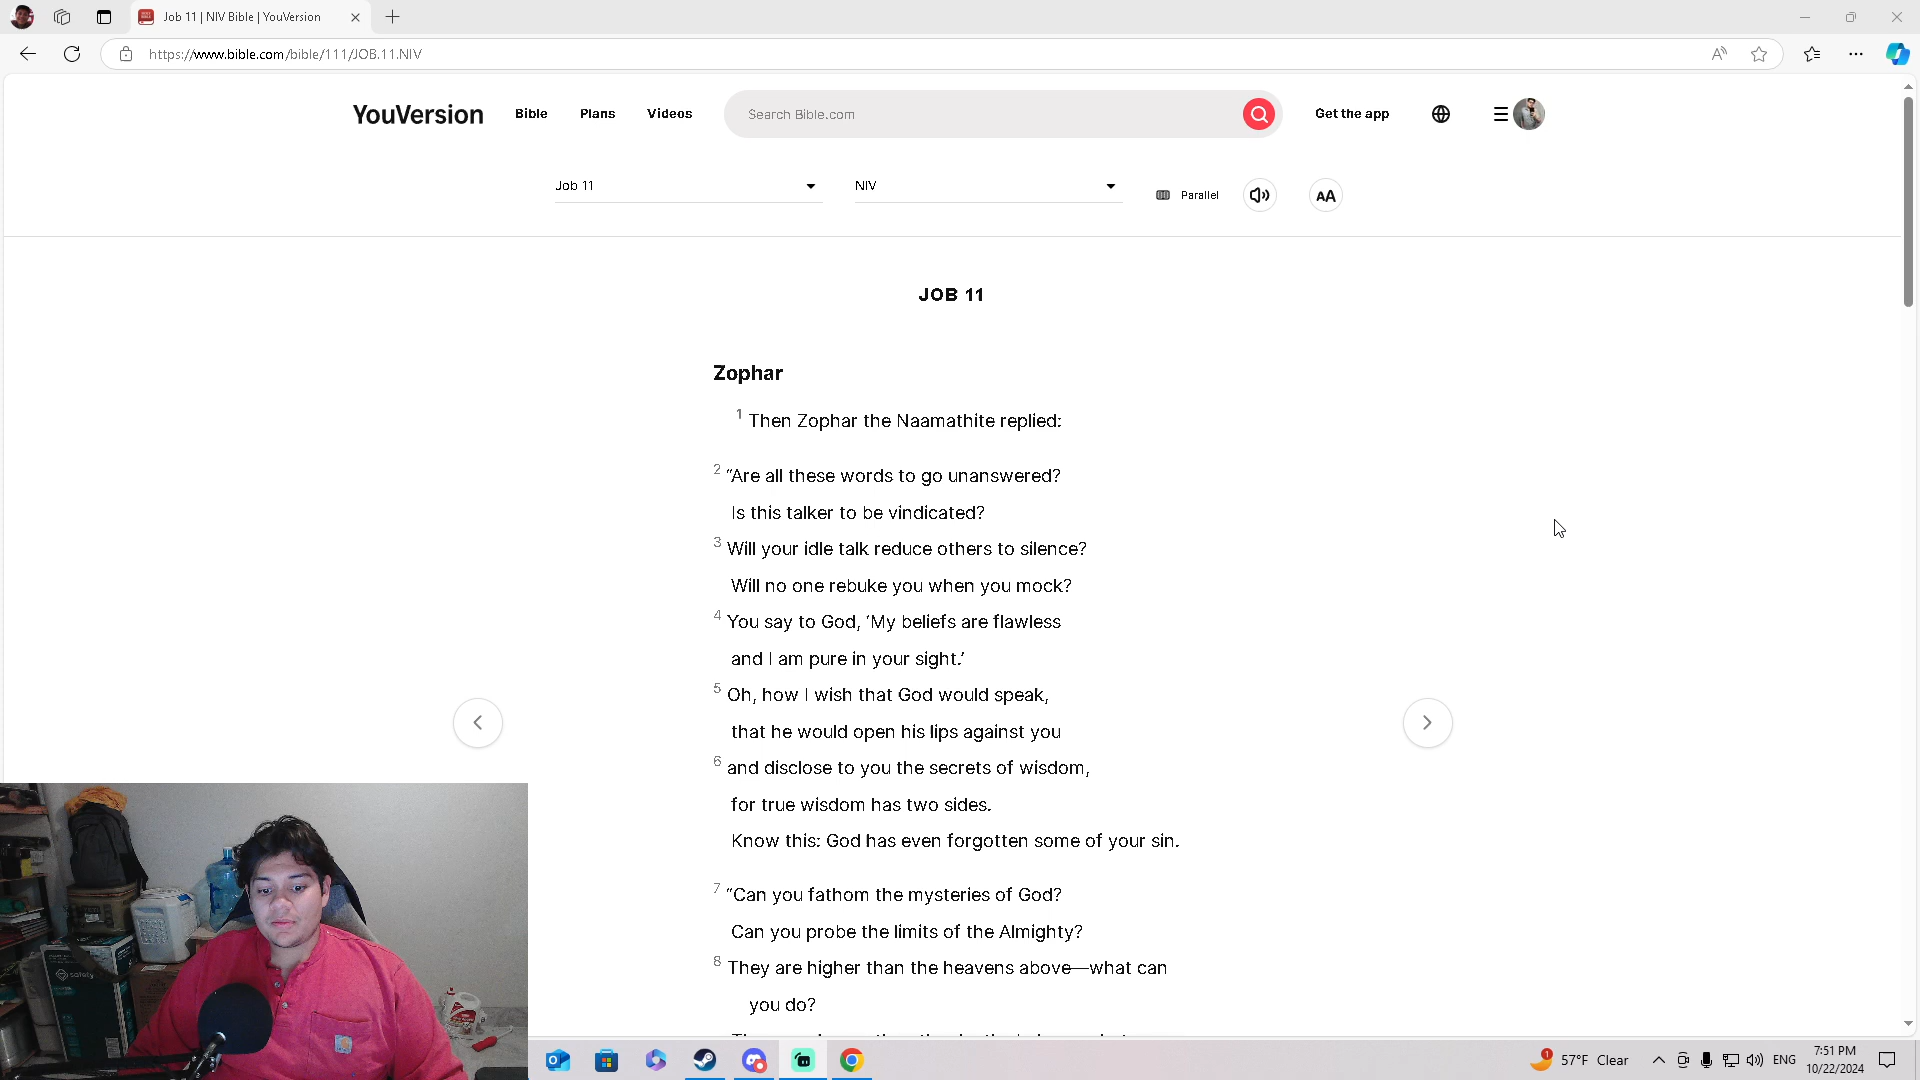 Job 11 | NIV Bible | YouVersion
https://www.bible.com/bible/111/JOB.11.NIV
YouVersion
Bible
Plans
Videos
Search Bible.com
Get the app
Job 11
NIV
Parallel
AA
JOB 11
Zophar
1 Then Zophar the Naamathite replied:
2 “Are all these words to go unanswered?
Is this talker to be vindicated?
3 Will your idle talk reduce others to silence?
Will no one rebuke you when you mock?
4 You say to God, ‘My beliefs are flawless
and I am pure in your sight.’
5 Oh, how I wish that God would speak,
that he would open his lips against you
6 and disclose to you the secrets of wisdom,
for true wisdom has two sides.
Know this: God has even forgotten some of your sin.
7 “Can you fathom the mysteries of God?
Can you probe the limits of the Almighty?
8 They are higher than the heavens above—what can
you do?
safety
1
57°F Clear
ENG
7:51 PM
10/22/2024